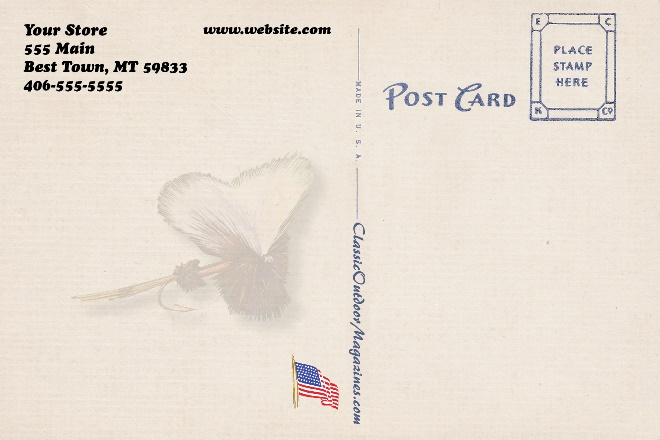 Your Store
www.website.com
555 Main
Best Town, MT 59833
406-555-5555
MADE IN U. S. A.
ClassicOutdoorMagazines.com
POST CARD
E C
PLACE
STAMP
HERE
K Co